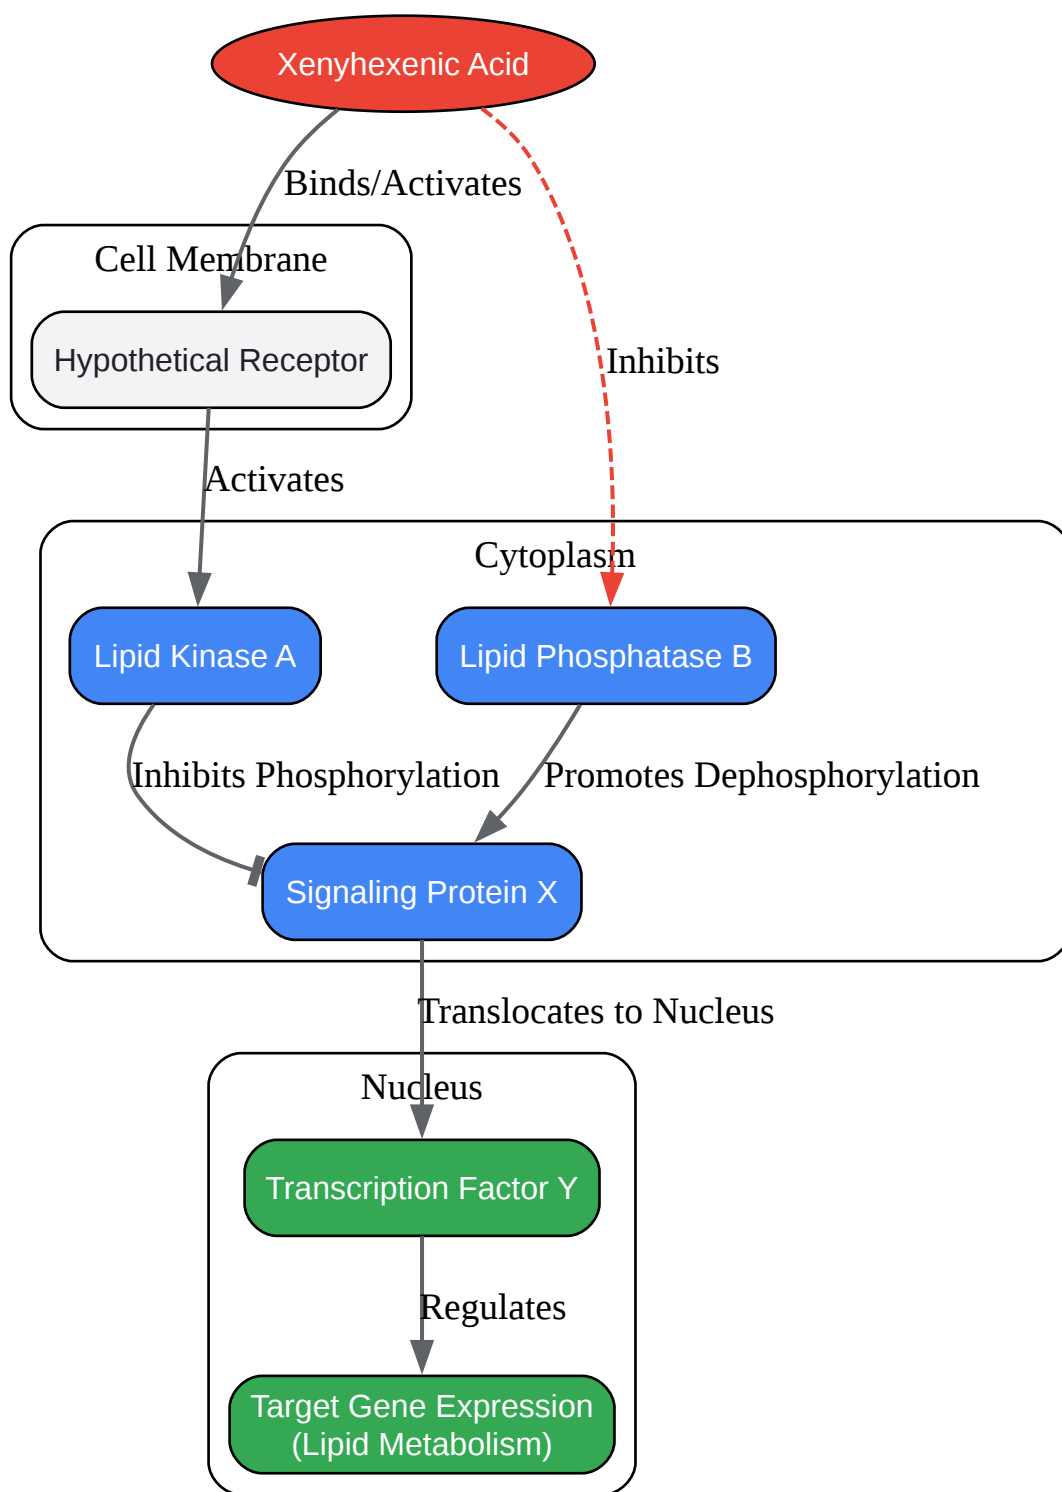 Xenyhexenic Acid
Binds/Activates
Cell Membrane
Hypothetical Receptor
Inhibits
Activates
Cytoplasm
Lipid Kinase A
Lipid Phosphatase B
Inhibits Phosphorylation
Promotes Dephosphorylation
Signaling Protein X
Translocates to Nucleus
Nucleus
Transcription Factor Y
Regulates
Target Gene Expression
(Lipid Metabolism)